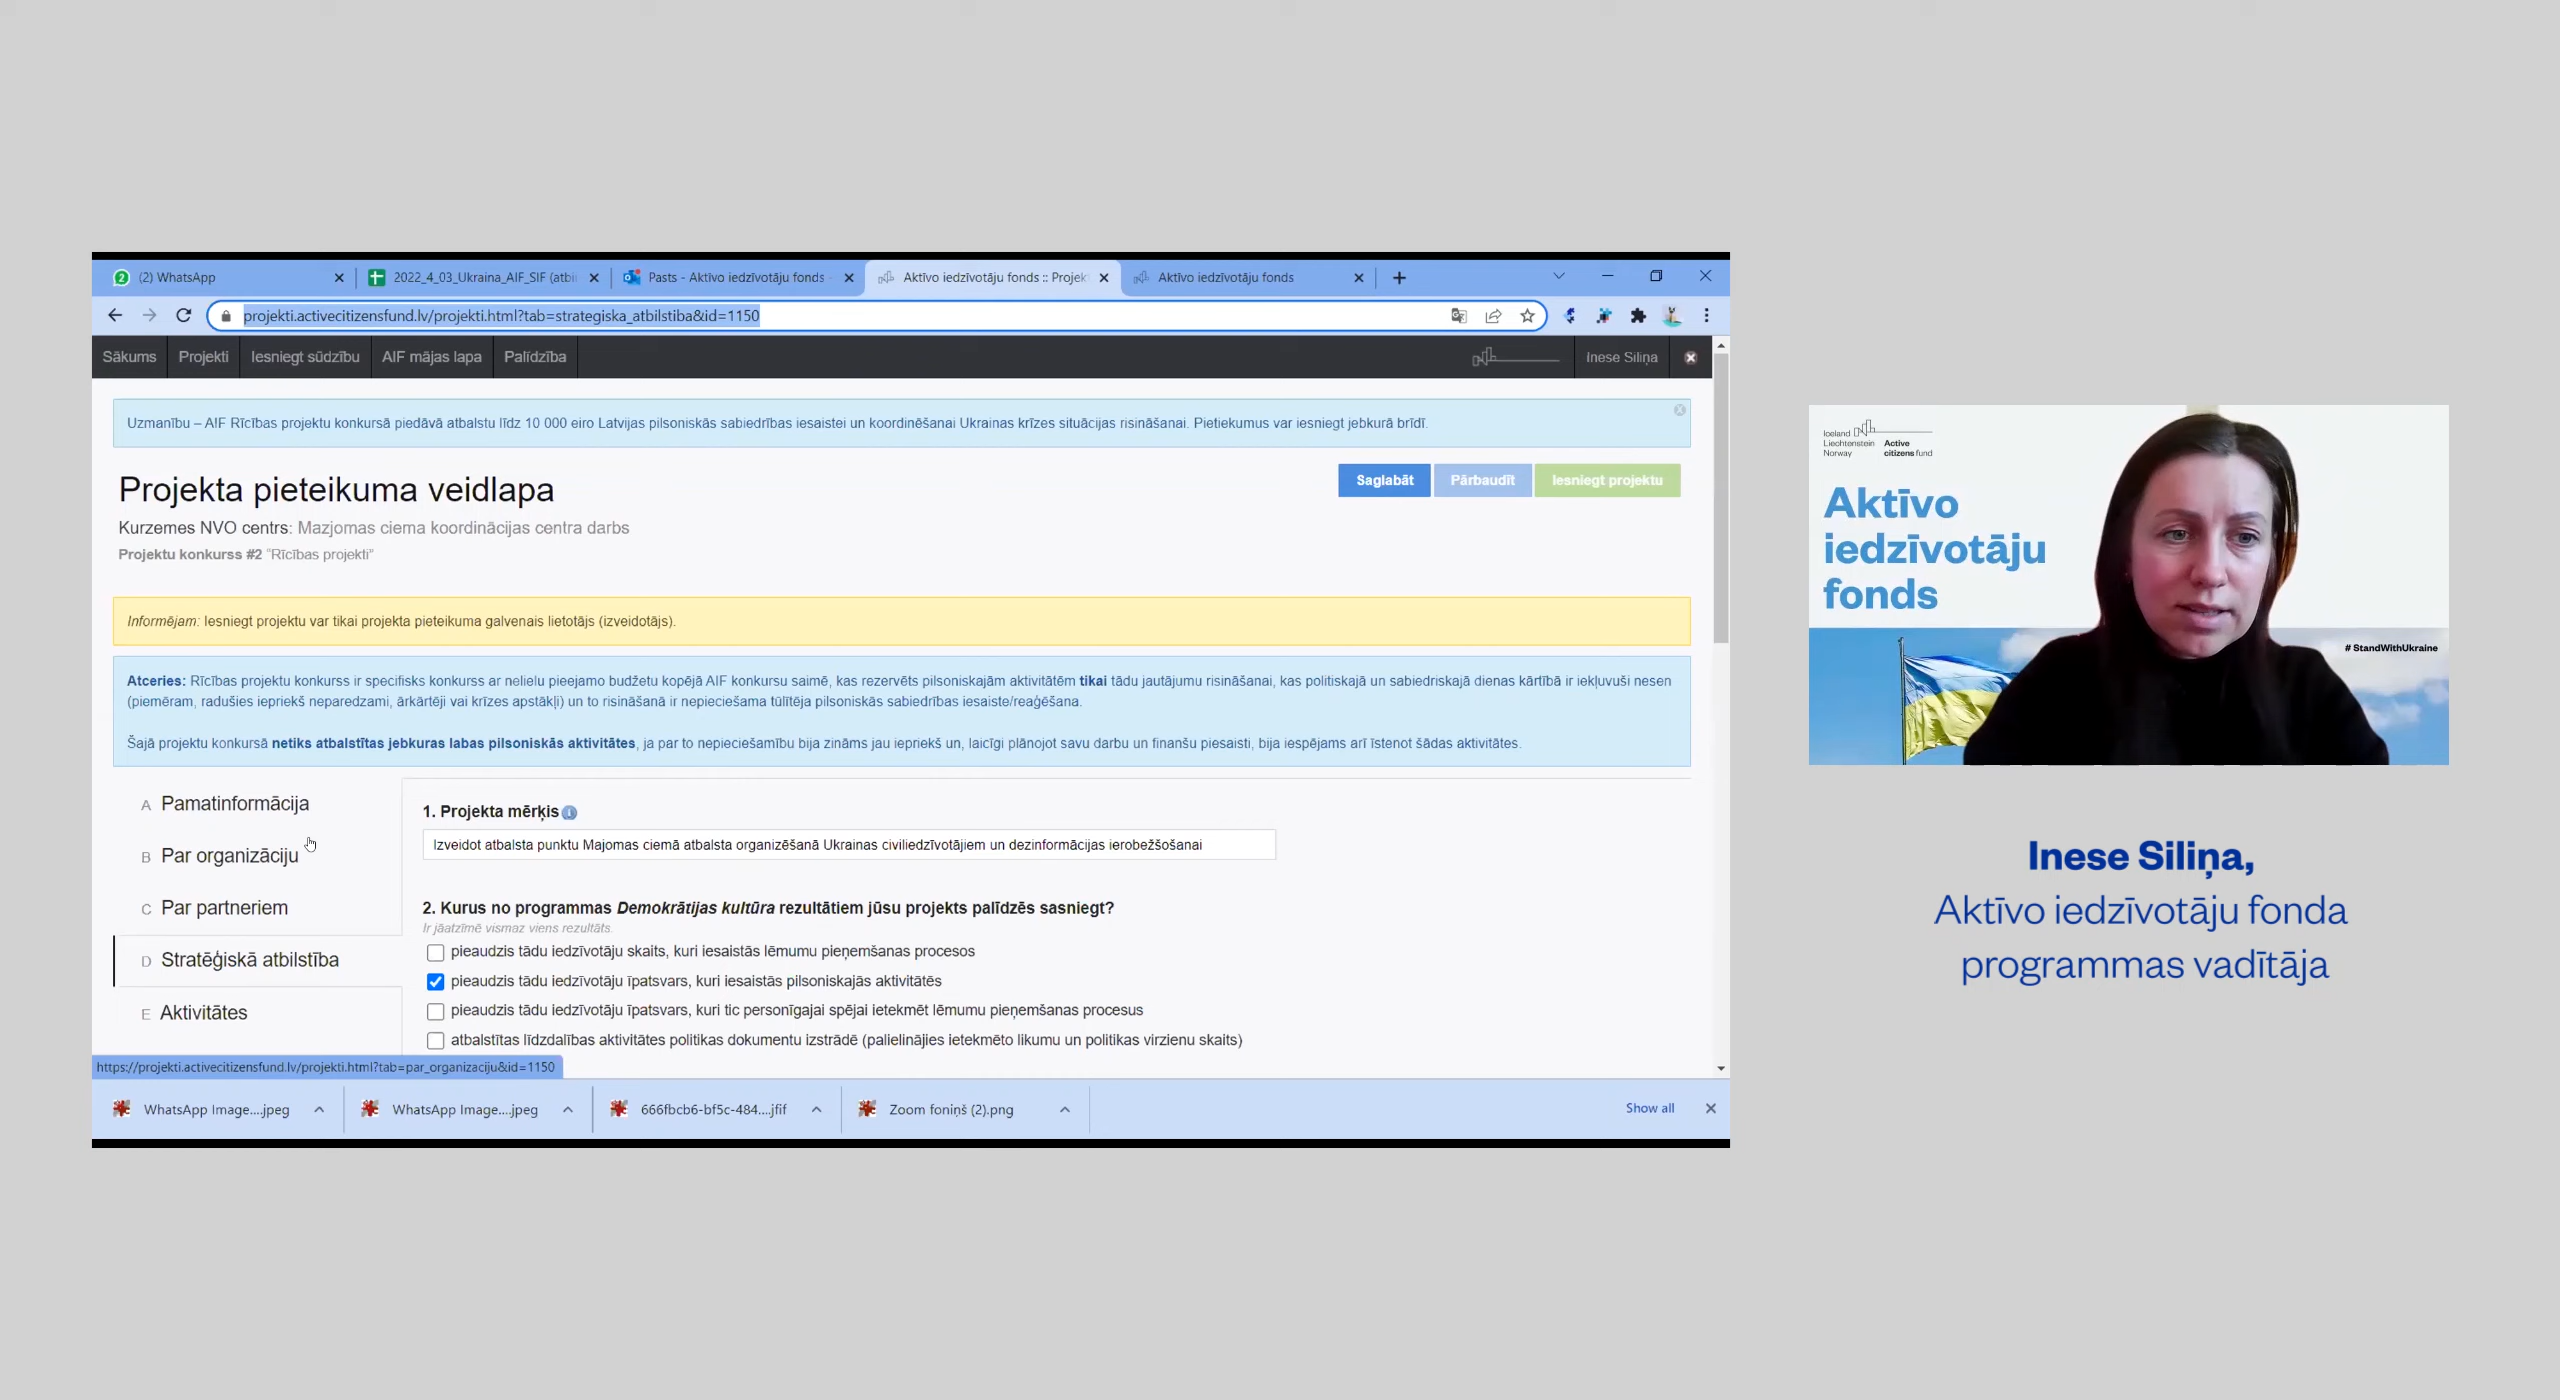 (2) WhatsApp
2022_4_03_Ukraina_AIF_SIF (atbi
Pasts - Aktīvo iedzīvotāju fonds -
Aktīvo iedzīvotāju fonds :: Projek
Aktīvo iedzīvotāju fonds
projekti.activecitizensfund.lv/projekti.html?tab=strategiska_atbilstiba&id=1150
Sākums
Projekti
Iesniegt sūdzību
AIF mājas lapa
Palīdzība
Inese Siliņa
Uzmanību – AIF Rīcības projektu konkursā piedāvā atbalstu līdz 10 000 eiro Latvijas pilsoniskās sabiedrības iesaistei un koordinēšanai Ukrainas krīzes situācijas risināšanai. Pietiekumus var iesniegt jebkurā brīdī.
Projekta pieteikuma veidlapa
Saglabāt
Pārbaudīt
Iesniegt projektu
Kurzemes NVO centrs: Mazjomas ciema koordinācijas centra darbs
Projektu konkurss #2 "Rīcības projekti"
Informējam: Iesniegt projektu var tikai projekta pieteikuma galvenais lietotājs (izveidotājs).
Atceries: Rīcības projektu konkurss ir specifisks konkurss ar nelielu pieejamo budžetu kopējā AIF konkursu saimē, kas rezervēts pilsoniskajām aktivitātēm tikai tādu jautājumu risināšanai, kas politiskajā un sabiedriskajā dienas kārtībā ir iekļuvuši nesen
(piemēram, radušies iepriekš neparedzami, ārkārtēji vai krīzes apstākļi) un to risināšanā ir nepieciešama tūlītēja pilsoniskās sabiedrības iesaiste/reaģēšana.
Šajā projektu konkursā netiks atbalstītas jebkuras labas pilsoniskās aktivitātes, ja par to nepieciešamību bija zināms jau iepriekš un, laicīgi plānojot savu darbu un finanšu piesaisti, bija iespējams arī īstenot šādas aktivitātes.
A Pamatinformācija
B Par organizāciju
C Par partneriem
D Stratēģiskā atbilstība
E Aktivitātes
1. Projekta mērķis
Izveidot atbalsta punktu Majomas ciemā atbalsta organizēšanā Ukrainas civiliedzīvotājiem un dezinformācijas ierobežšošanai
2. Kurus no programmas Demokrātijas kultūra rezultātiem jūsu projekts palīdzēs sasniegt?
Ir jāatzīmē vismaz viens rezultāts.
pieaudzis tādu iedzīvotāju skaits, kuri iesaistās lēmumu pieņemšanas procesos
pieaudzis tādu iedzīvotāju īpatsvars, kuri iesaistās pilsoniskajās aktivitātēs
pieaudzis tādu iedzīvotāju īpatsvars, kuri tic personīgajai spējai ietekmēt lēmumu pieņemšanas procesus
atbalstītas līdzdalības aktivitātes politikas dokumentu izstrādē (palielinājies ietekmēto likumu un politikas virzienu skaits)
https://projekti.activecitizensfund.lv/projekti.html?tab=par_organizaciju&id=1150
WhatsApp Image....jpeg
WhatsApp Image....jpeg
666fbcb6-bf5c-484....jfif
Zoom foniņš (2).png
Show all
Iceland
Liechtenstein
Norway
Active
citizens fund
Aktīvo
iedzīvotāju
fonds
# StandWithUkraine
Inese Siliņa,
Aktīvo iedzīvotāju fonda
programmas vadītāja